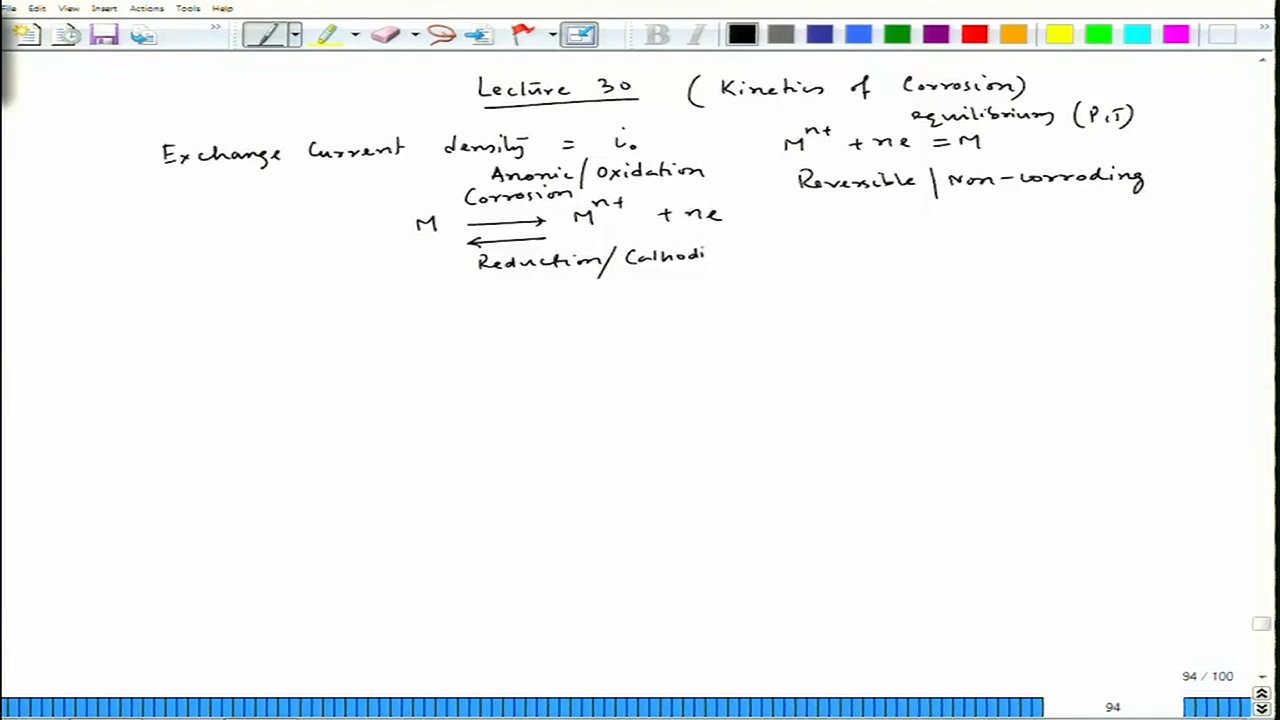 File Edit View Insert Actions Tools Help
B I
Lecture 30 ( Kinetics of Corrosion)
equilibrium (P,T)
Exchange Current density = i₀ Mⁿ⁺ + ne = M
Anonic/Oxidation Reversible | Non-corroding
Corrosion
M ⇌ Mⁿ⁺ + ne
Reduction/Cathodi
94 / 100
94